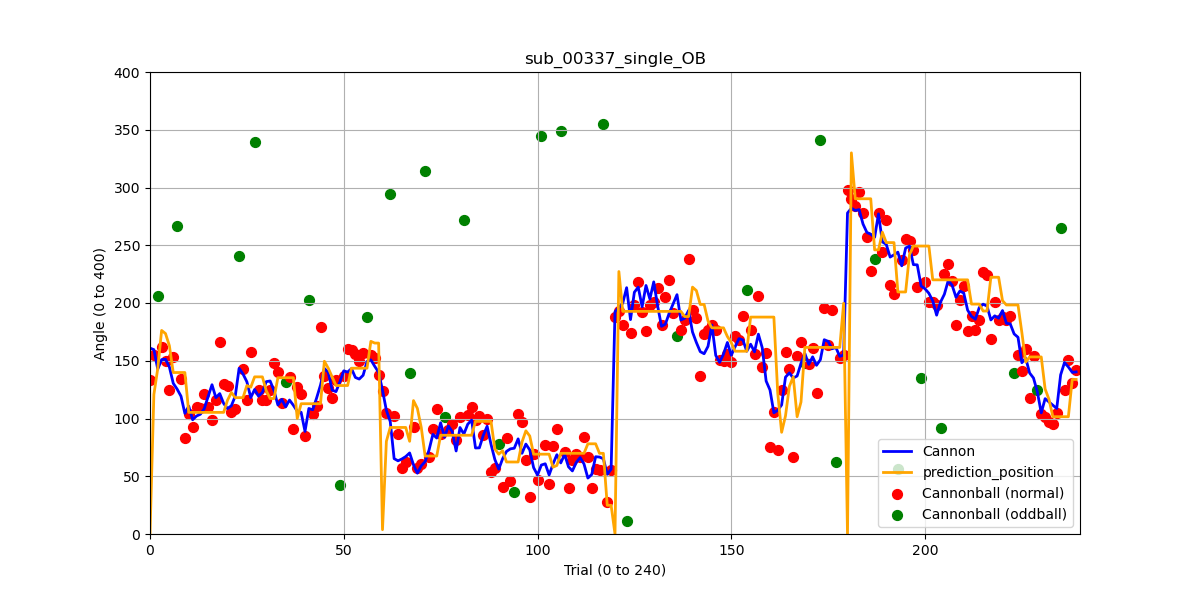 sub_00337_single_OB
400
350
300
250
200
150
100
50
0
Angle (0 to 400)
0 50 100 150 200
Trial (0 to 240)
Cannon
prediction_position
Cannonball (normal)
Cannonball (oddball)